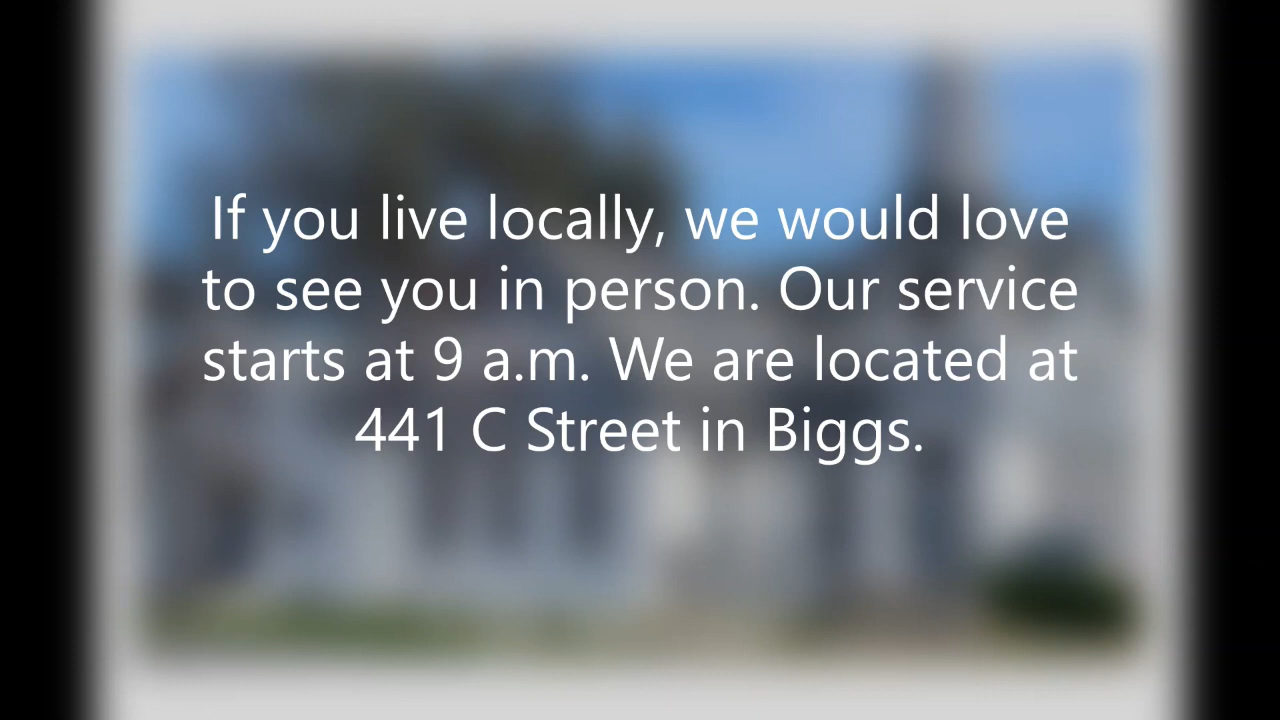 If you live locally, we would love
to see you in person. Our service
starts at 9 a.m. We are located at
441 C Street in Biggs.